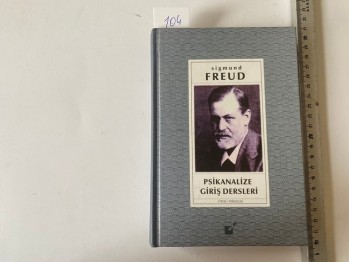 104
sigmund
FREUD
PSİKANALİZE
GİRİŞ DERSLERİ